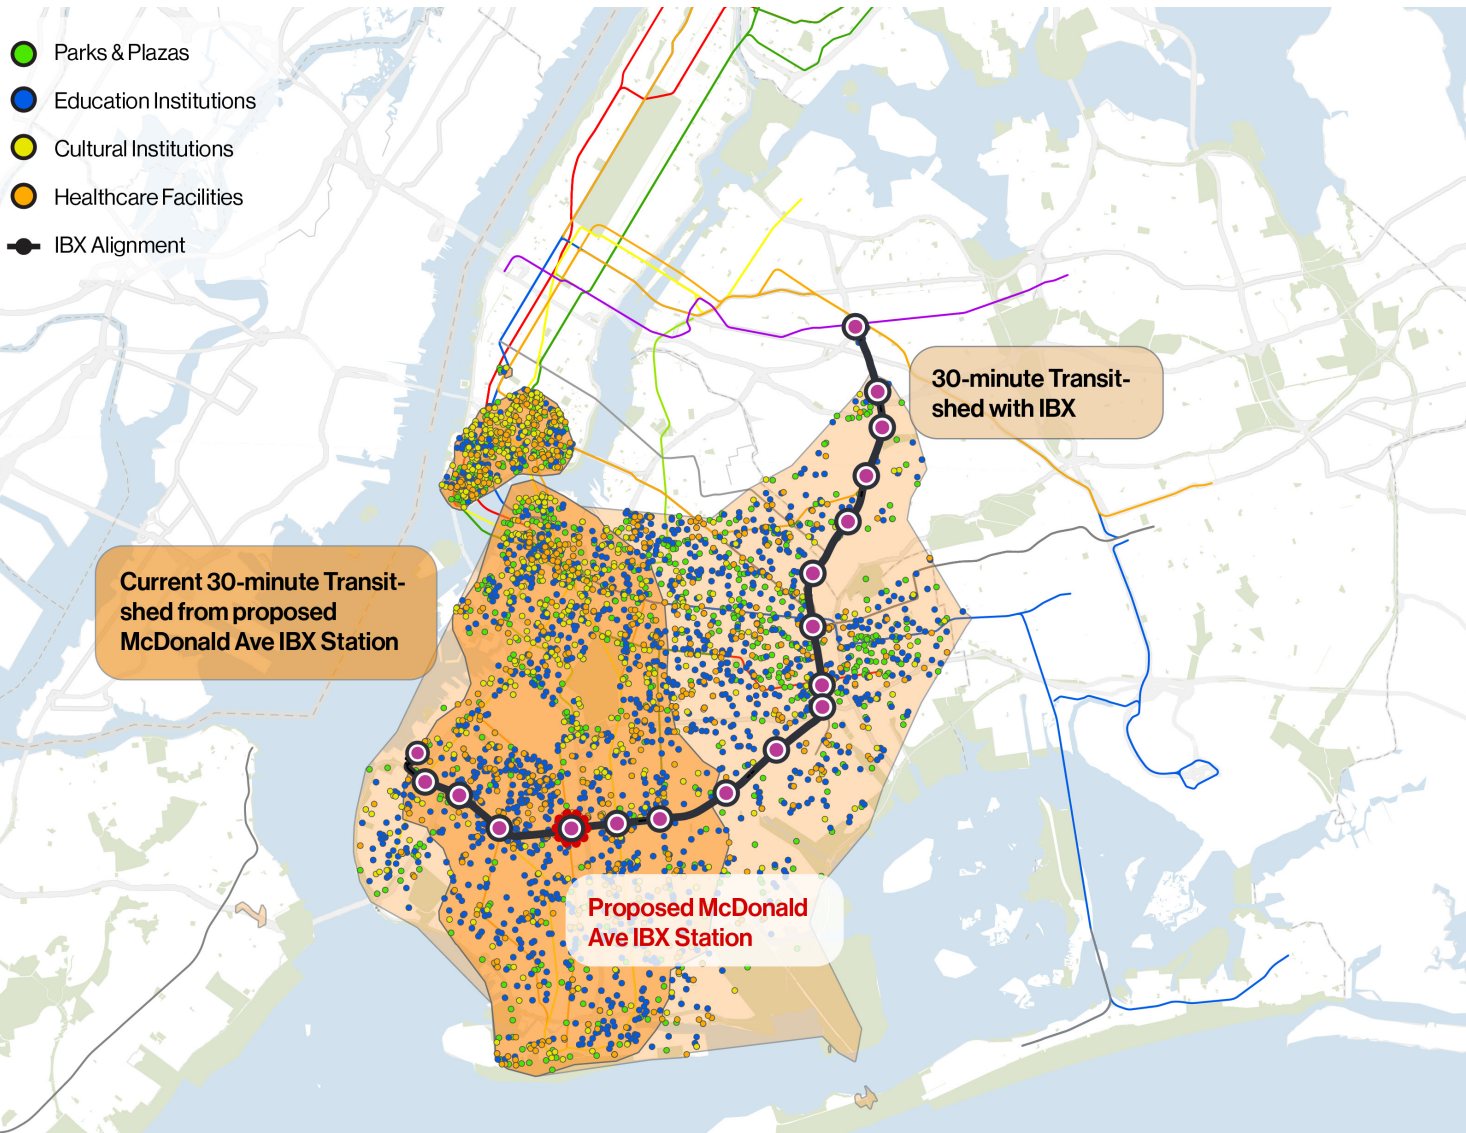 Parks & Plazas
Education Institutions
Cultural Institutions
Healthcare Facilities
IBX Alignment
30-minute Transit-
shed with IBX
Current 30-minute Transit-
shed from proposed
McDonald Ave IBX Station
Proposed McDonald
Ave IBX Station